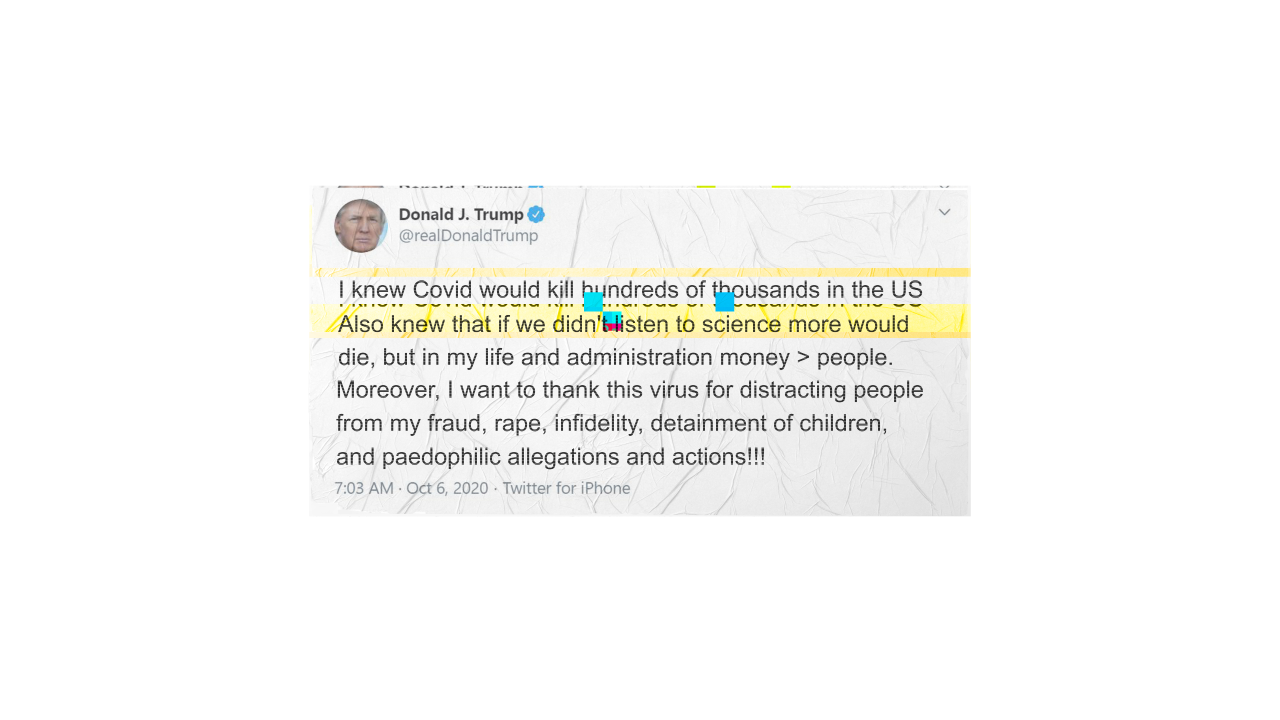 Donald J. Trump
@realDonaldTrump
I knew Covid would kill hundreds of thousands in the US
Also knew that if we didn't listen to science more would
die, but in my life and administration money > people.
Moreover, I want to thank this virus for distracting people
from my fraud, rape, infidelity, detainment of children,
and paedophilic allegations and actions!!!
7:03 AM · Oct 6, 2020 · Twitter for iPhone